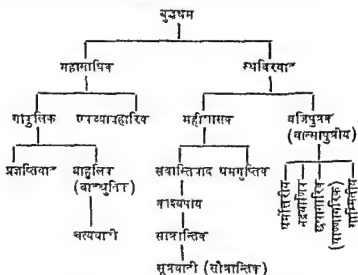 बुद्धधम
महासांघिक
स्थविरवाद
गोकुलिक
एकव्यावहारिक
महीशासक
वज्जिपुत्रक
(वात्सीपुत्रीय)
प्रज्ञप्तिवाद
बाहुलिक
(बाहुश्रुतिक)
सर्वास्तिवाद
धर्मगुप्तिक
धर्मोत्तरीय
भद्रयाणिक
छन्नागारिक
(षाण्णागरिक)
साम्मितीय
चैत्यवादी
काश्यपीय
सांक्रान्तिक
सूत्रवादी (सौत्रान्तिक)